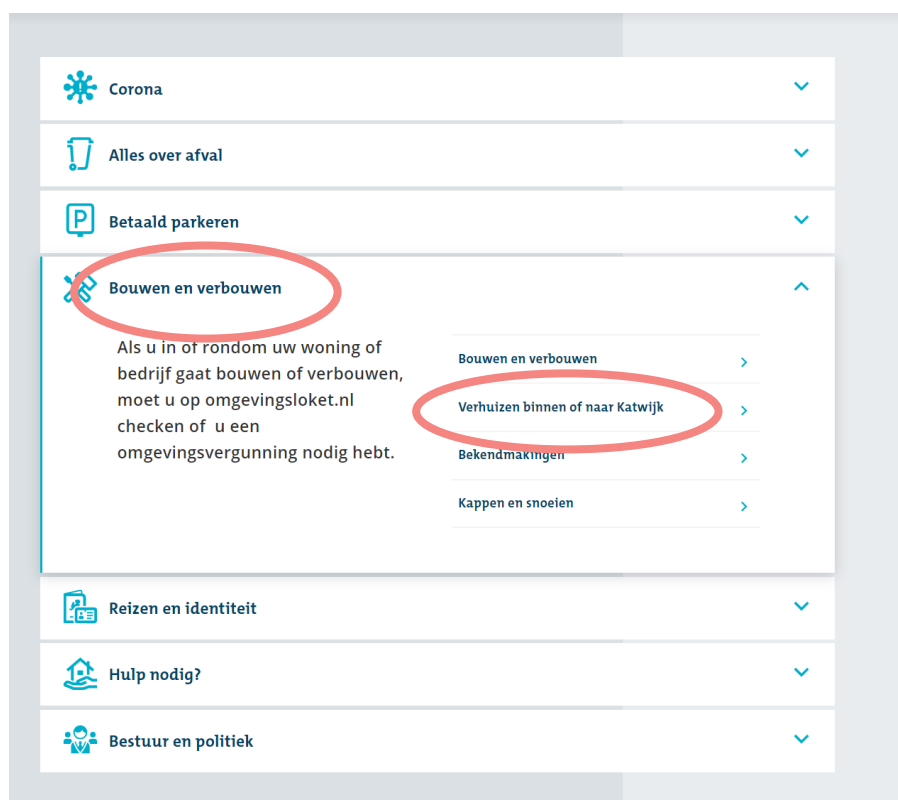 Corona
Alles over afval
P
Betaald parkeren
Bouwen en verbouwen
Als u in of rondom uw woning of
bedrijf gaat bouwen of verbouwen,
moet u op omgevingsloket.nl
checken of  u een
omgevingsvergunning nodig hebt.
Bouwen en verbouwen
Verhuizen binnen of naar Katwijk
Bekendmakingen
Kappen en snoeien
Reizen en identiteit
Hulp nodig?
Bestuur en politiek